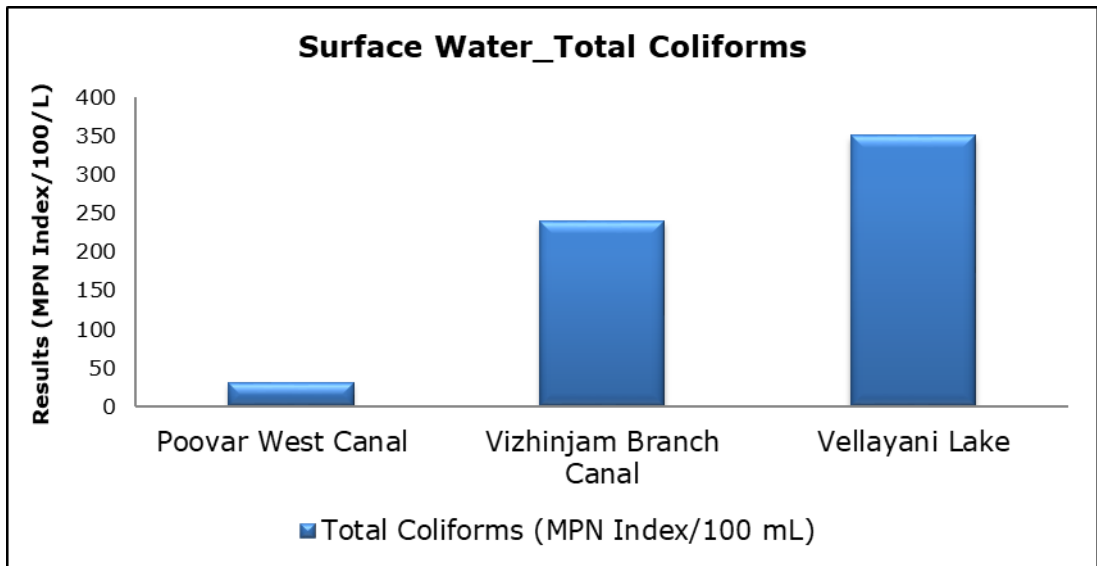 Surface Water_Total Coliforms
Results (MPN Index/100/L)
400
350
300
250
200
150
100
50
0
Poovar West Canal
Vizhinjam Branch
Canal
Vellayani Lake
Total Coliforms (MPN Index/100 mL)